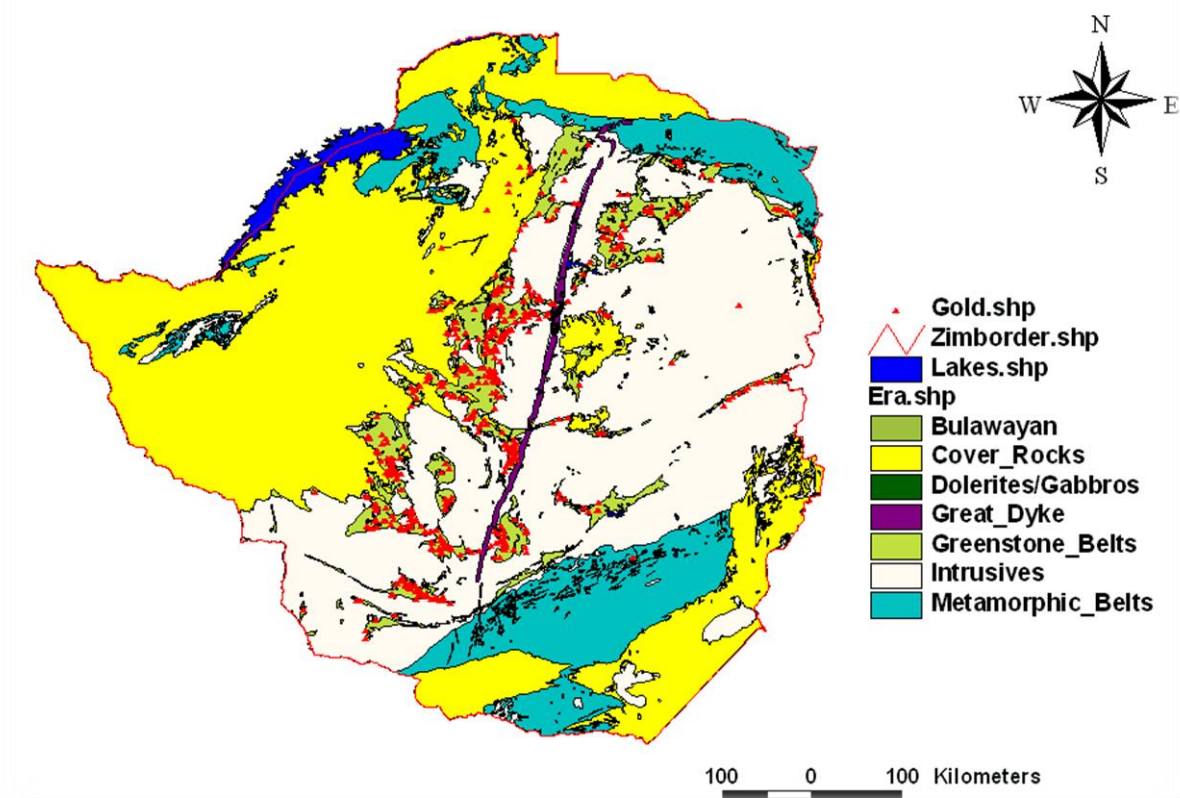 N
W E
S
Gold.shp
Zimborder.shp
Lakes.shp
Era.shp
Bulawayan
Cover_Rocks
Dolerites/Gabbros
Great_Dyke
Greenstone_Belts
Intrusives
Metamorphic_Belts
100 0 100 Kilometers